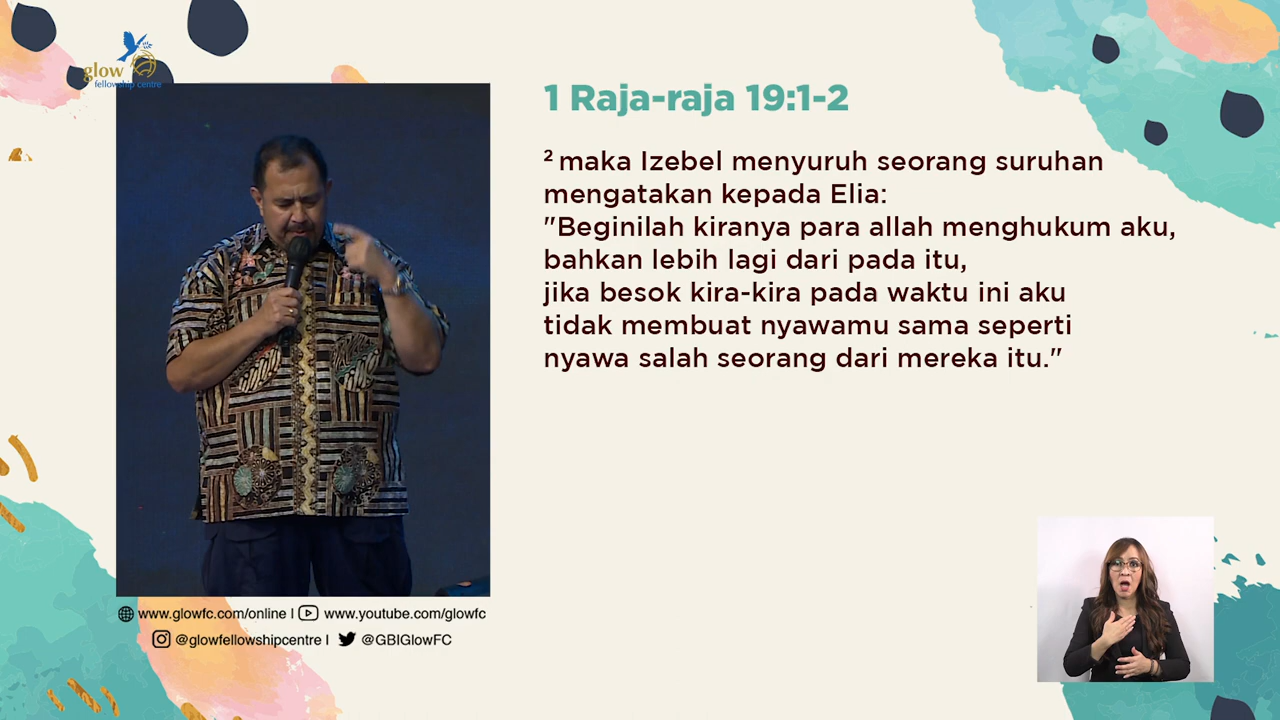 glow
fellowship centre
1 Raja-raja 19:1-2
² maka Izebel menyuruh seorang suruhan
mengatakan kepada Elia:
"Beginilah kiranya para allah menghukum aku,
bahkan lebih lagi dari pada itu,
jika besok kira-kira pada waktu ini aku
tidak membuat nyawamu sama seperti
nyawa salah seorang dari mereka itu."
www.glowfc.com/online | www.youtube.com/glowfc
@glowfellowshipcentre | @GBIGlowFC